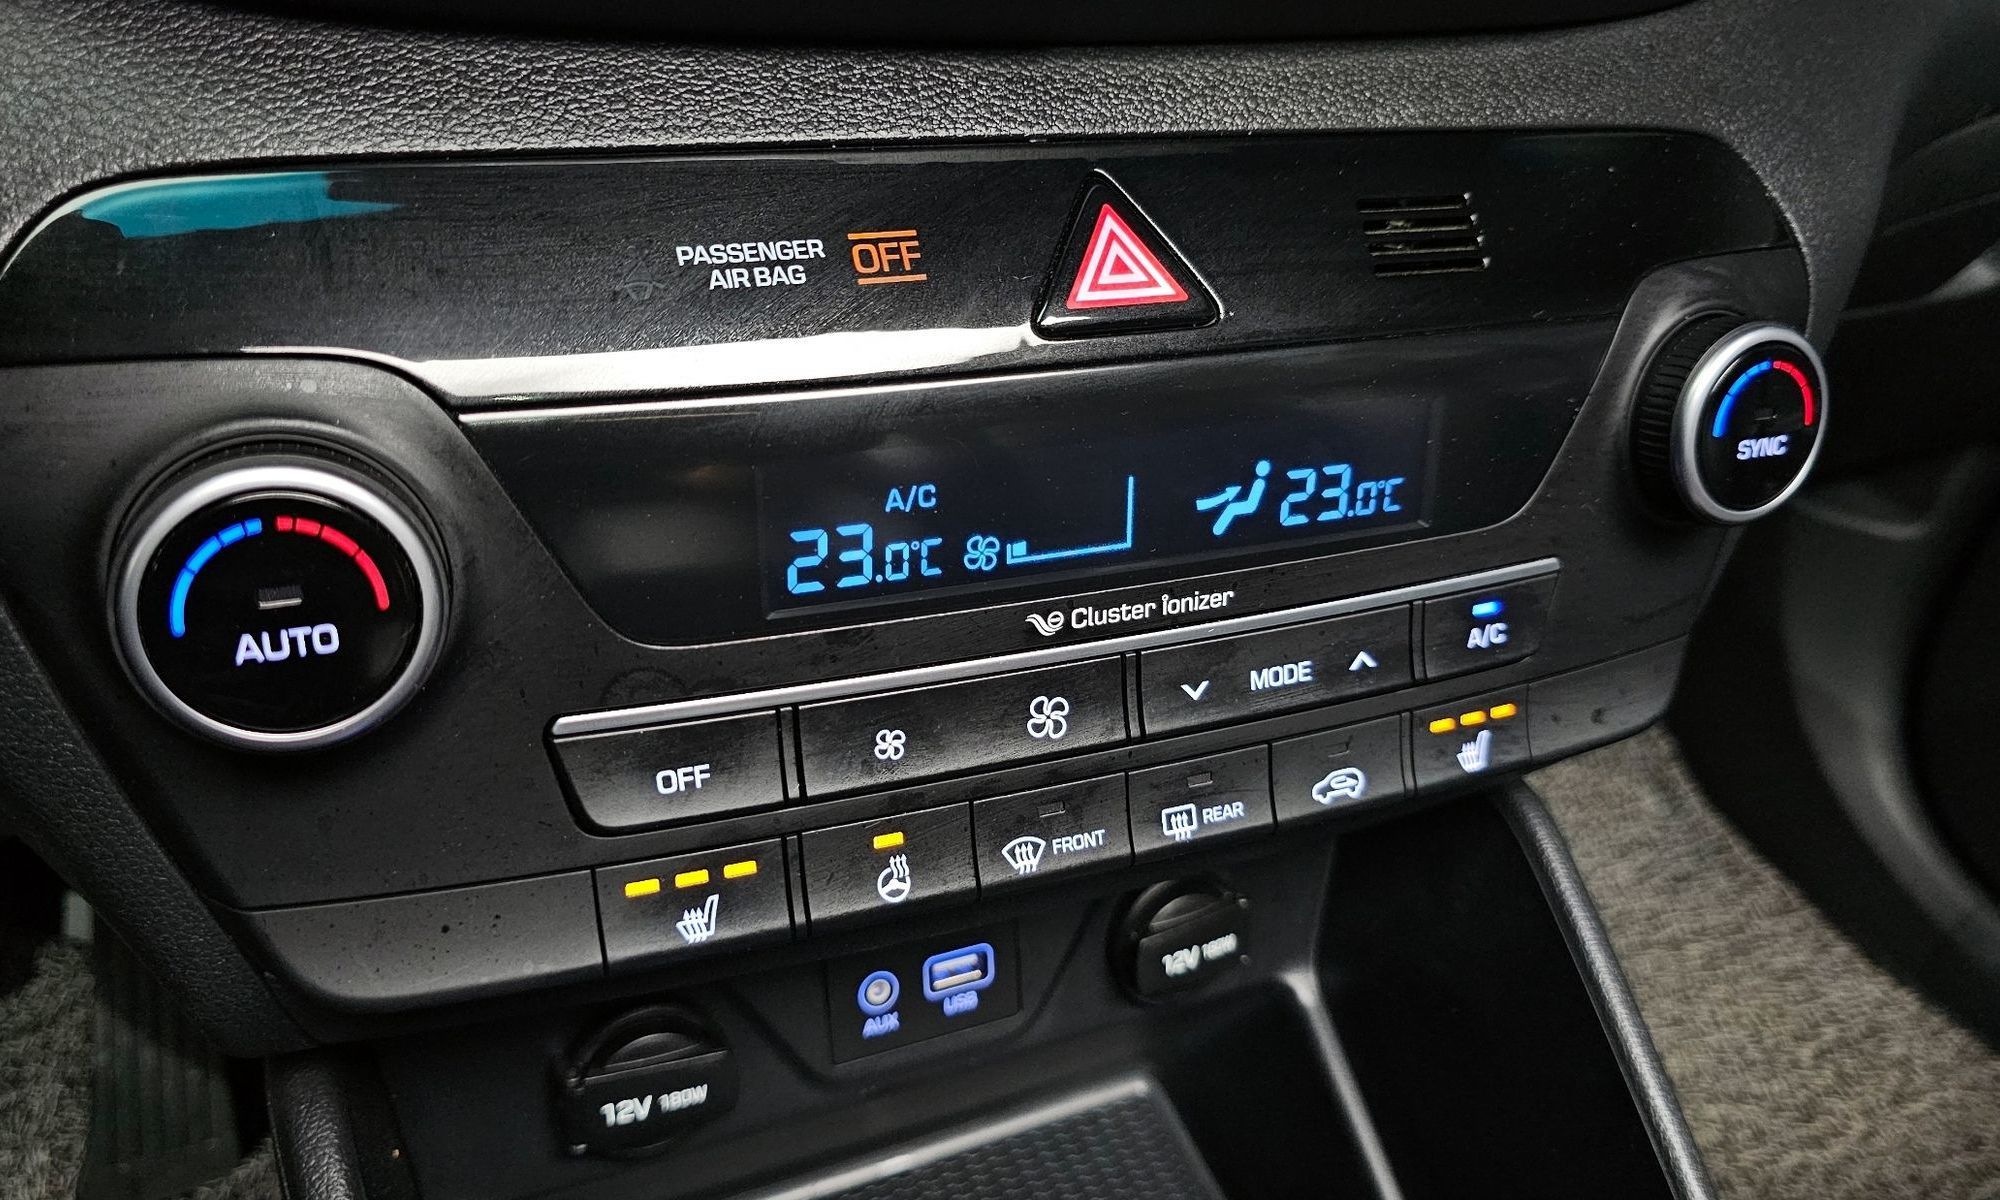 PASSENGER
AIR BAG
OFF
A/C
23.0°C
23.0°C
SYNC
AUTO
Cluster ionizer
OFF
MODE
A/C
FRONT
REAR
AUX
USB
12V 180W
12V 180W